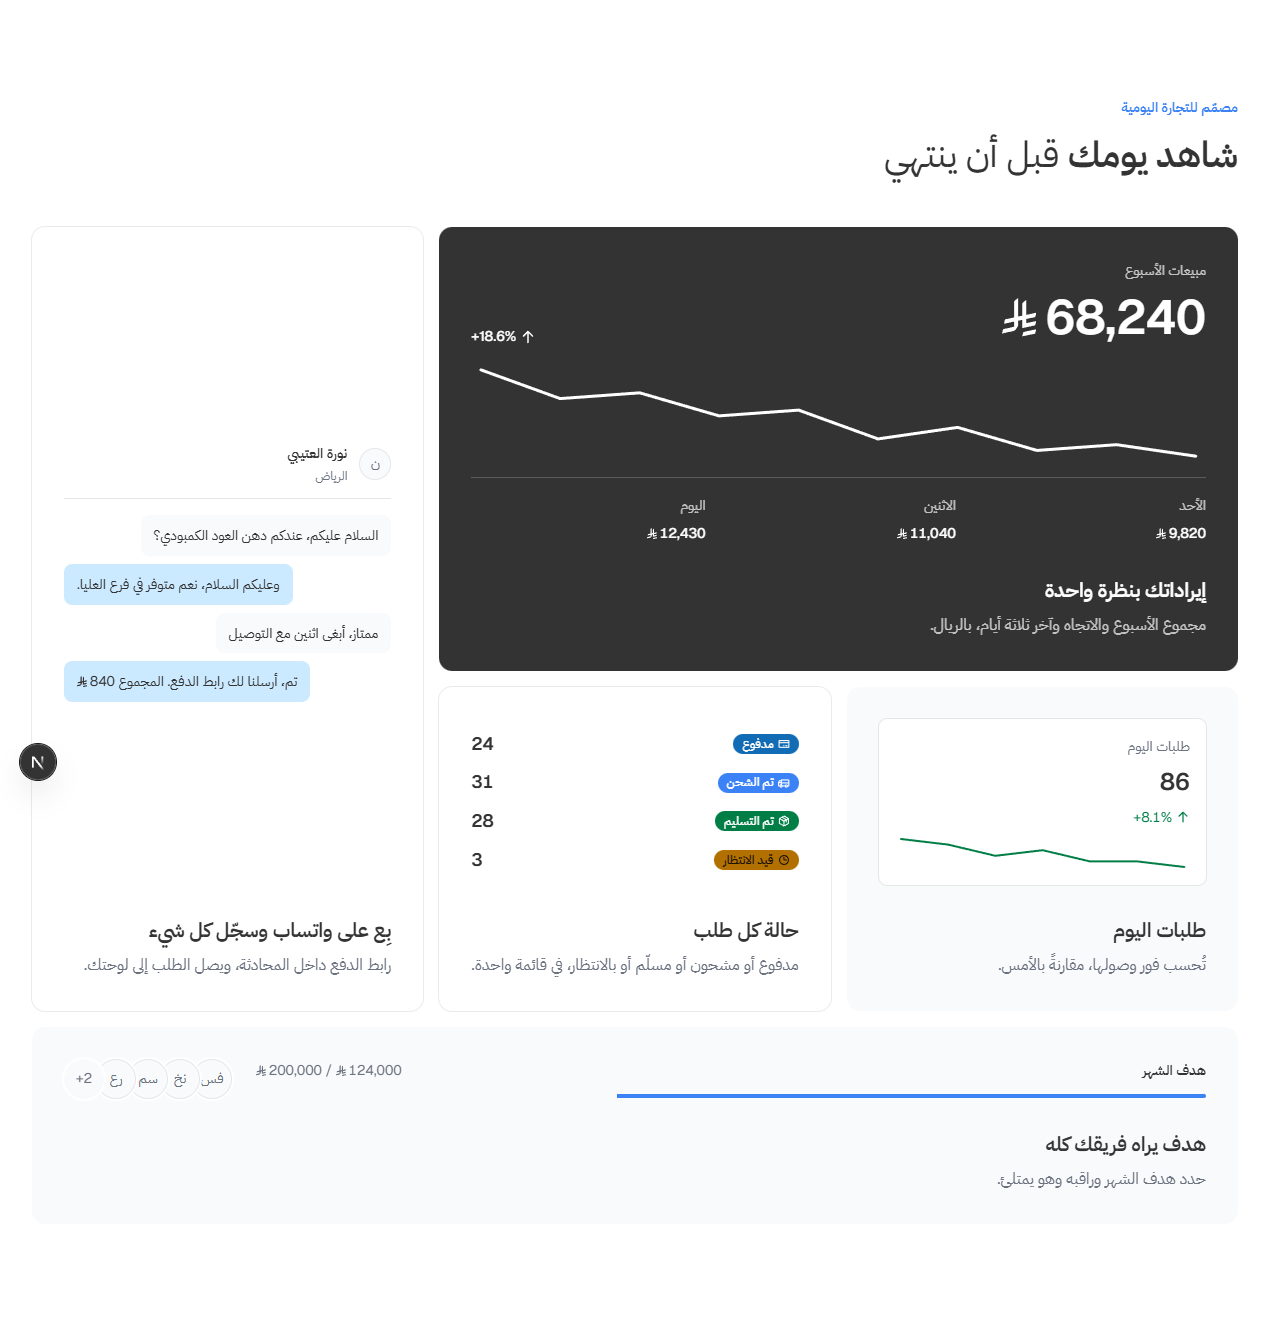 مصمّم للتجارة اليومية
شاهد يومك قبل أن ينتهي
مبيعات الأسبوع
68,240 ⃁
+18.6%
الأحد
9,820 ⃁
الاثنين
11,040 ⃁
اليوم
12,430 ⃁
إيراداتك بنظرة واحدة
مجموع الأسبوع والاتجاه وآخر ثلاثة أيام، بالريال.
ن
نورة العتيبي
الرياض
السلام عليكم، عندكم دهن العود الكمبودي؟
وعليكم السلام، نعم متوفر في فرع العليا.
ممتاز، أبغى اثنين مع التوصيل
تم، أرسلنا لك رابط الدفع. المجموع 840 ⃁
بِع على واتساب وسجّل كل شيء
رابط الدفع داخل المحادثة، ويصل الطلب إلى لوحتك.
طلبات اليوم
86
+8.1%
طلبات اليوم
تُحسب فور وصولها، مقارنةً بالأمس.
مدفوع 24
تم الشحن 31
تم التسليم 28
قيد الانتظار 3
حالة كل طلب
مدفوع أو مشحون أو مسلّم أو بالانتظار، في قائمة واحدة.
هدف الشهر
124,000 ⃁ / 200,000 ⃁
فس
نخ
سم
رع
+2
هدف يراه فريقك كله
حدد هدف الشهر وراقبه وهو يمتلئ.
N